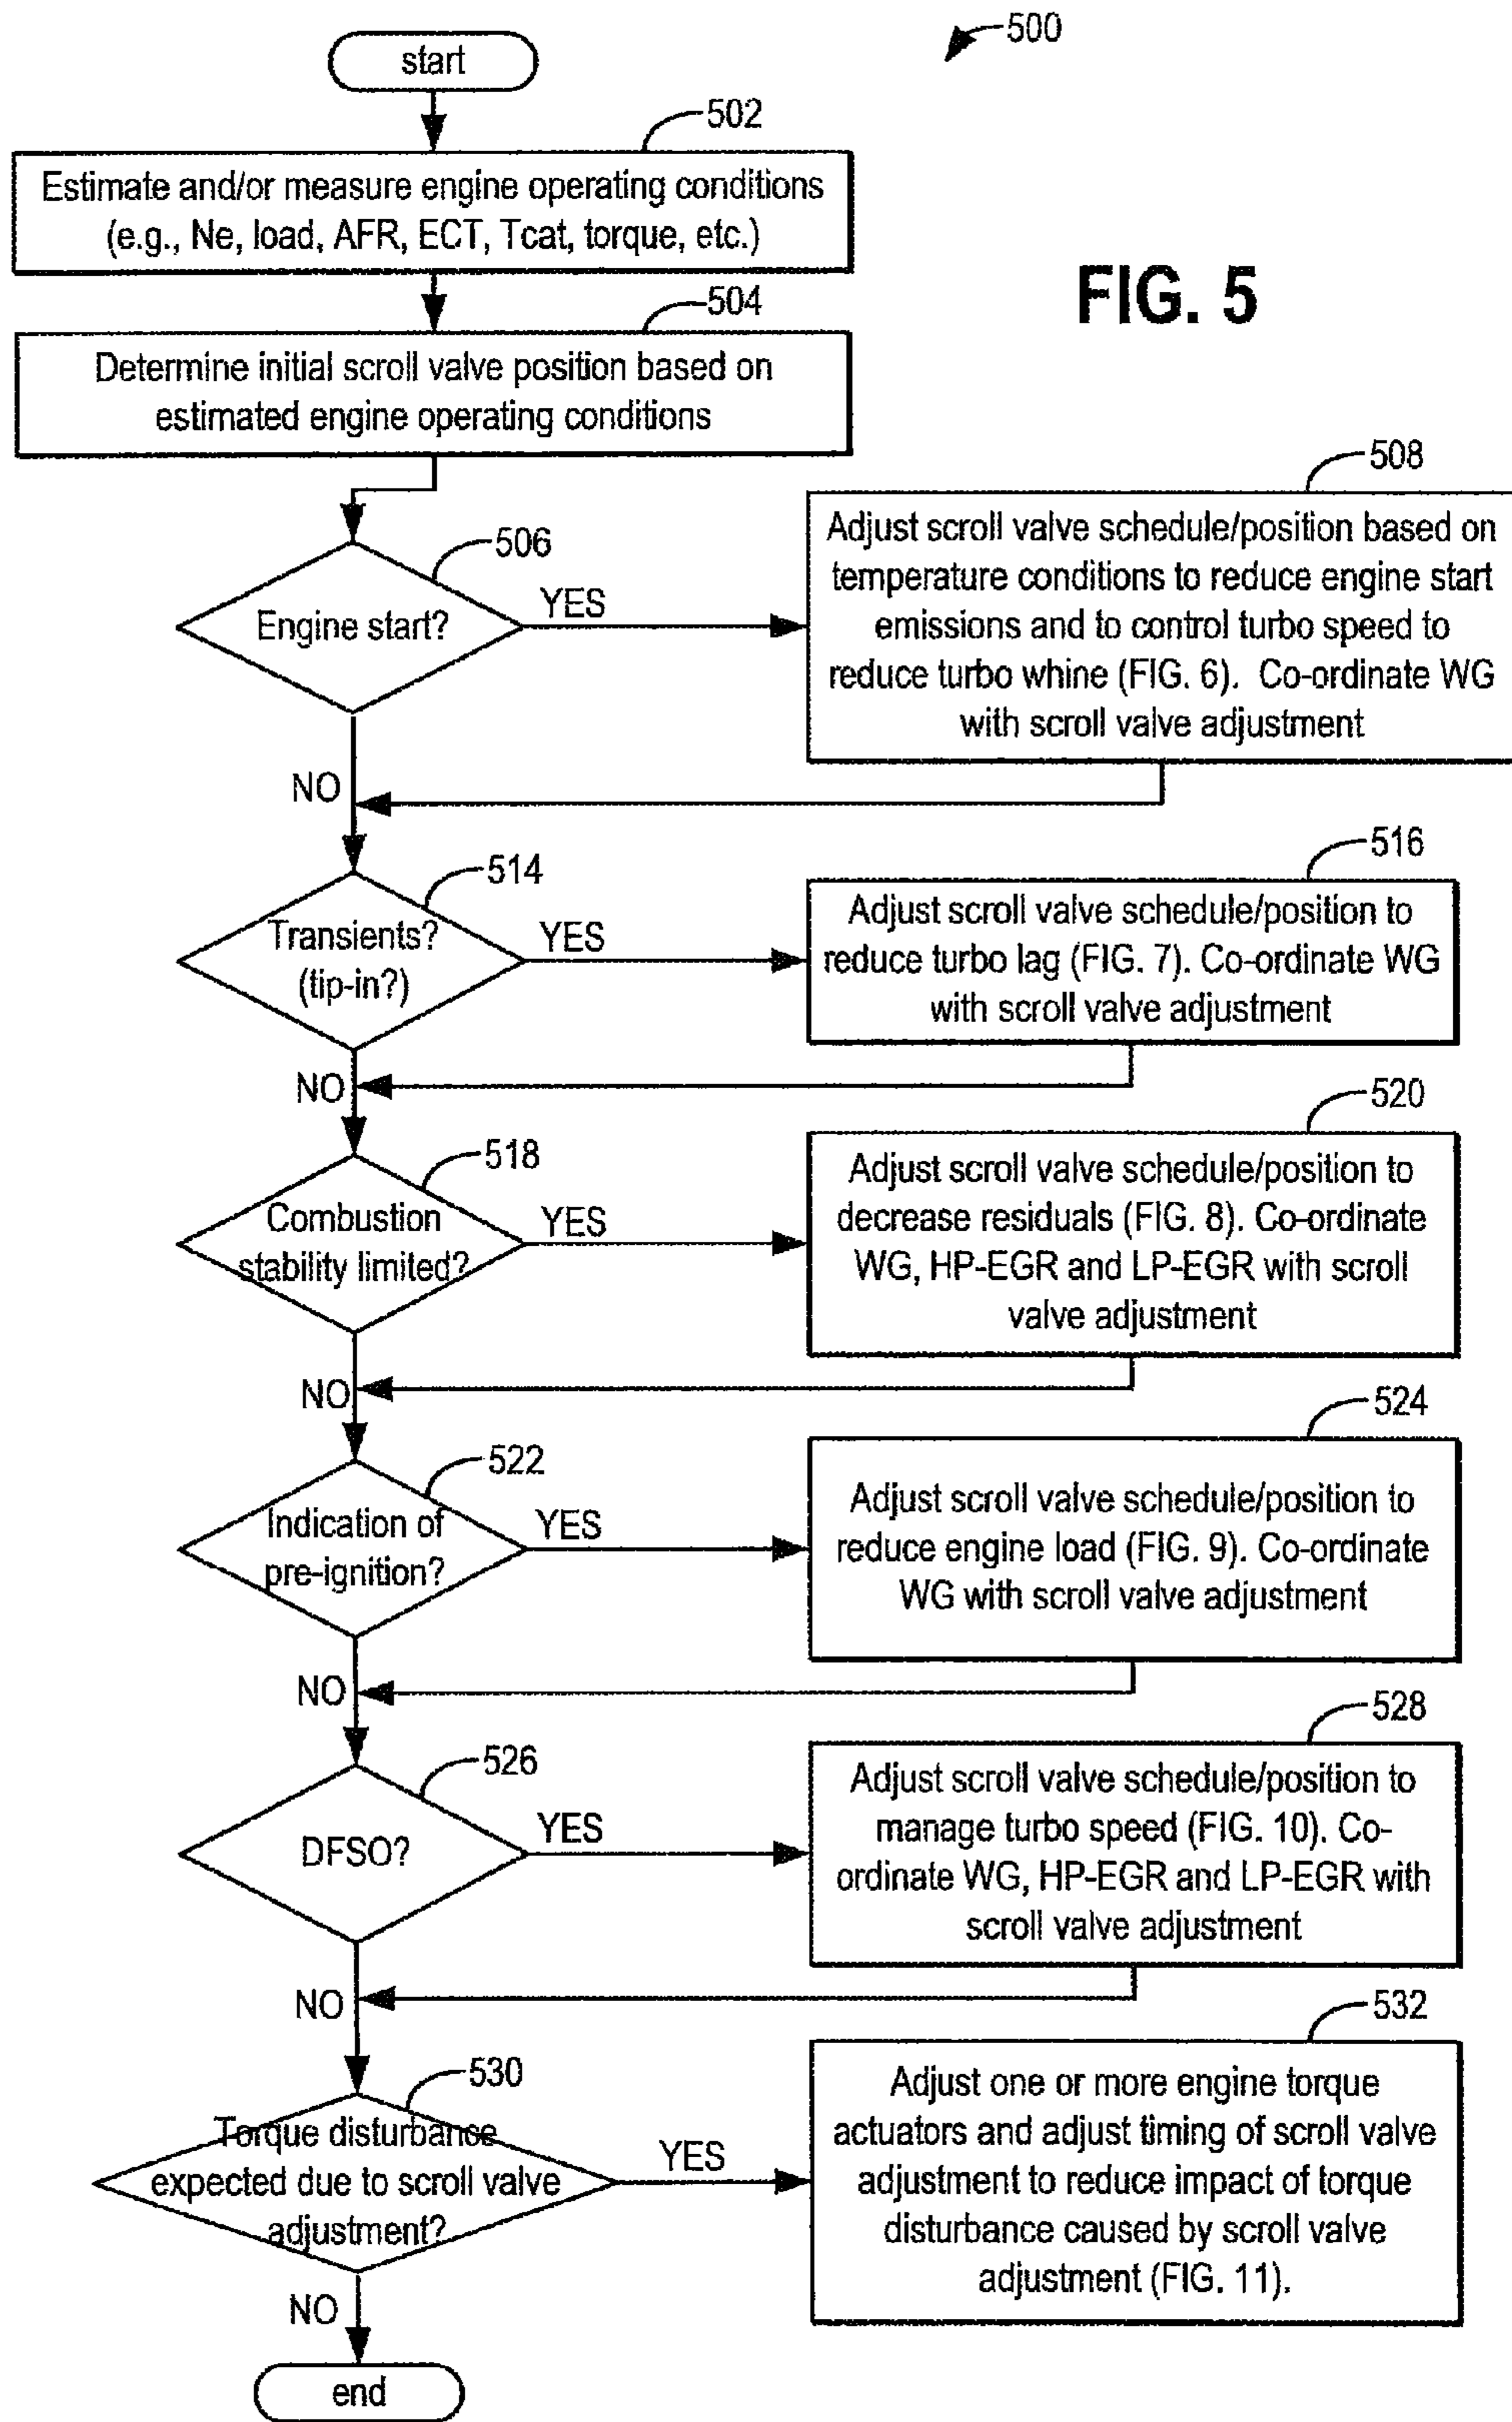 500
start
502
Estimate and/or measure engine operating conditions
(e.g., Ne, load, AFR, ECT, Tcat, torque, etc.)
FIG. 5
504
Determine initial scroll valve position based on
estimated engine operating conditions
506
Engine start?
YES
NO
508
Adjust scroll valve schedule/position based on
temperature conditions to reduce engine start
emissions and to control turbo speed to
reduce turbo whine (FIG. 6). Co-ordinate WG
with scroll valve adjustment
514
Transients?
(tip-in?)
YES
NO
516
Adjust scroll valve schedule/position to
reduce turbo lag (FIG. 7). Co-ordinate WG
with scroll valve adjustment
518
Combustion
stability limited?
YES
NO
520
Adjust scroll valve schedule/position to
decrease residuals (FIG. 8). Co-ordinate
WG, HP-EGR and LP-EGR with scroll
valve adjustment
522
Indication of
pre-ignition?
YES
NO
524
Adjust scroll valve schedule/position to
reduce engine load (FIG. 9). Co-ordinate
WG with scroll valve adjustment
526
DFSO?
YES
NO
528
Adjust scroll valve schedule/position to
manage turbo speed (FIG. 10). Co-
ordinate WG, HP-EGR and LP-EGR with
scroll valve adjustment
530
Torque disturbance
expected due to scroll valve
adjustment?
YES
NO
532
Adjust one or more engine torque
actuators and adjust timing of scroll valve
adjustment to reduce impact of torque
disturbance caused by scroll valve
adjustment (FIG. 11).
end